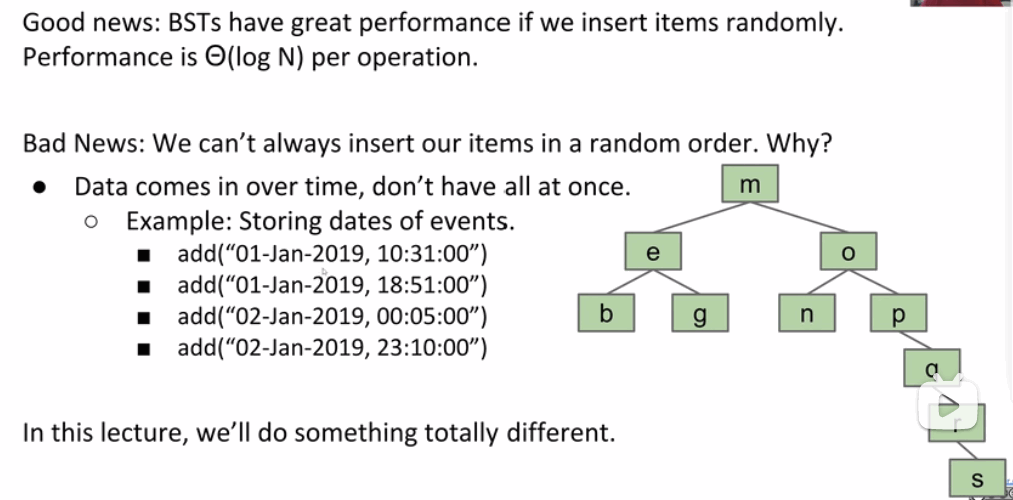 Good news: BSTs have great performance if we insert items randomly.
Performance is Θ(log N) per operation.
Bad News: We can’t always insert our items in a random order. Why?
● Data comes in over time, don’t have all at once.
○ Example: Storing dates of events.
■ add(“01-Jan-2019, 10:31:00”)
■ add(“01-Jan-2019, 18:51:00”)
■ add(“02-Jan-2019, 00:05:00”)
■ add(“02-Jan-2019, 23:10:00”)
In this lecture, we’ll do something totally different.
m
e o
b g n p
q
r
s